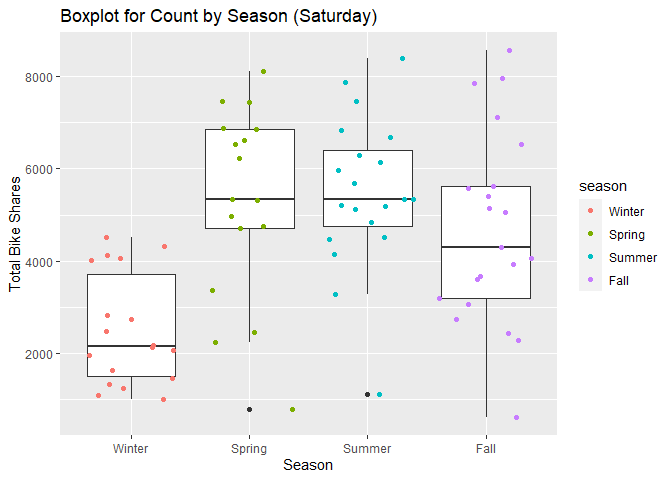 Boxplot for Count by Season (Saturday)
Total Bike Shares
8000
6000
4000
2000
Winter
Spring
Summer
Fall
Season
season
Winter
Spring
Summer
Fall